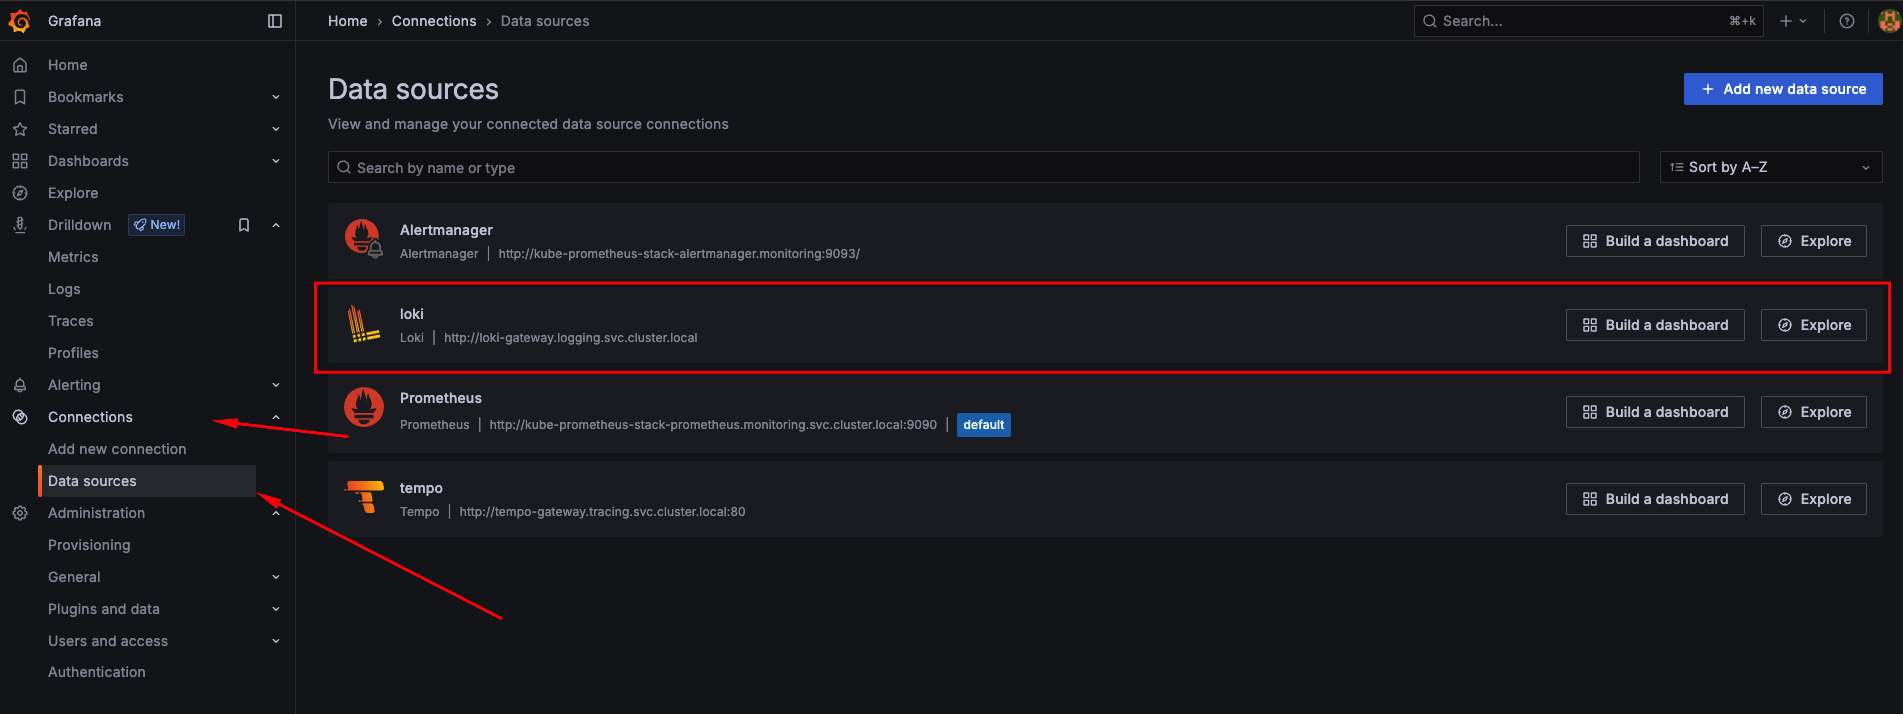 Grafana
Home › Connections › Data sources
Search...
⌘+k
Home
Bookmarks
Starred
Dashboards
Explore
Drilldown New!
Metrics
Logs
Traces
Profiles
Alerting
Connections
Add new connection
Data sources
Administration
Provisioning
General
Plugins and data
Users and access
Authentication
Data sources
Add new data source
View and manage your connected data source connections
Search by name or type
Sort by A–Z
Alertmanager
Alertmanager | http://kube-prometheus-stack-alertmanager.monitoring:9093/
Build a dashboard
Explore
loki
Loki | http://loki-gateway.logging.svc.cluster.local
Build a dashboard
Explore
Prometheus
Prometheus | http://kube-prometheus-stack-prometheus.monitoring.svc.cluster.local:9090 | default
Build a dashboard
Explore
tempo
Tempo | http://tempo-gateway.tracing.svc.cluster.local:80
Build a dashboard
Explore